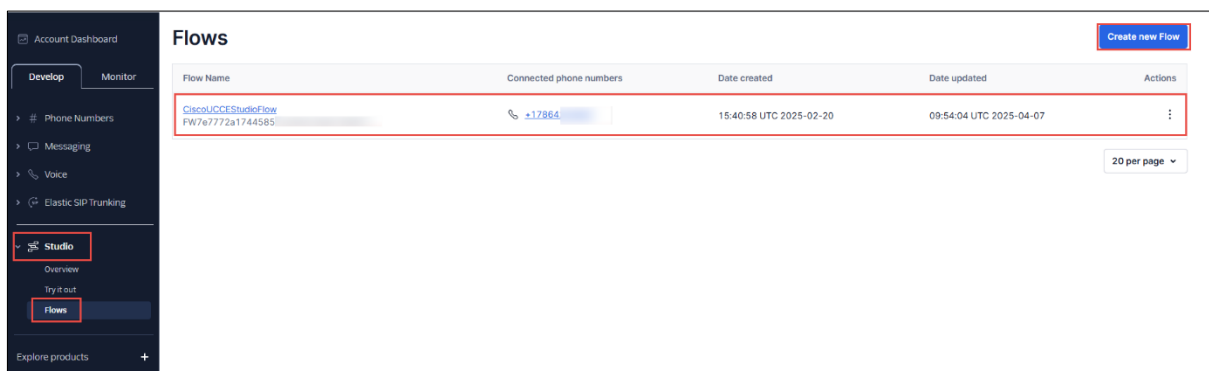 Account Dashboard
Develop Monitor
# Phone Numbers
Messaging
Voice
Elastic SIP Trunking
Studio
Overview
Try it out
Flows
Explore products +
Flows
Create new Flow
Flow Name Connected phone numbers Date created Date updated Actions
CiscoUCCEStudioFlow +17864 15:40:58 UTC 2025-02-20 09:54:04 UTC 2025-04-07
FW7e7772a1744585
20 per page